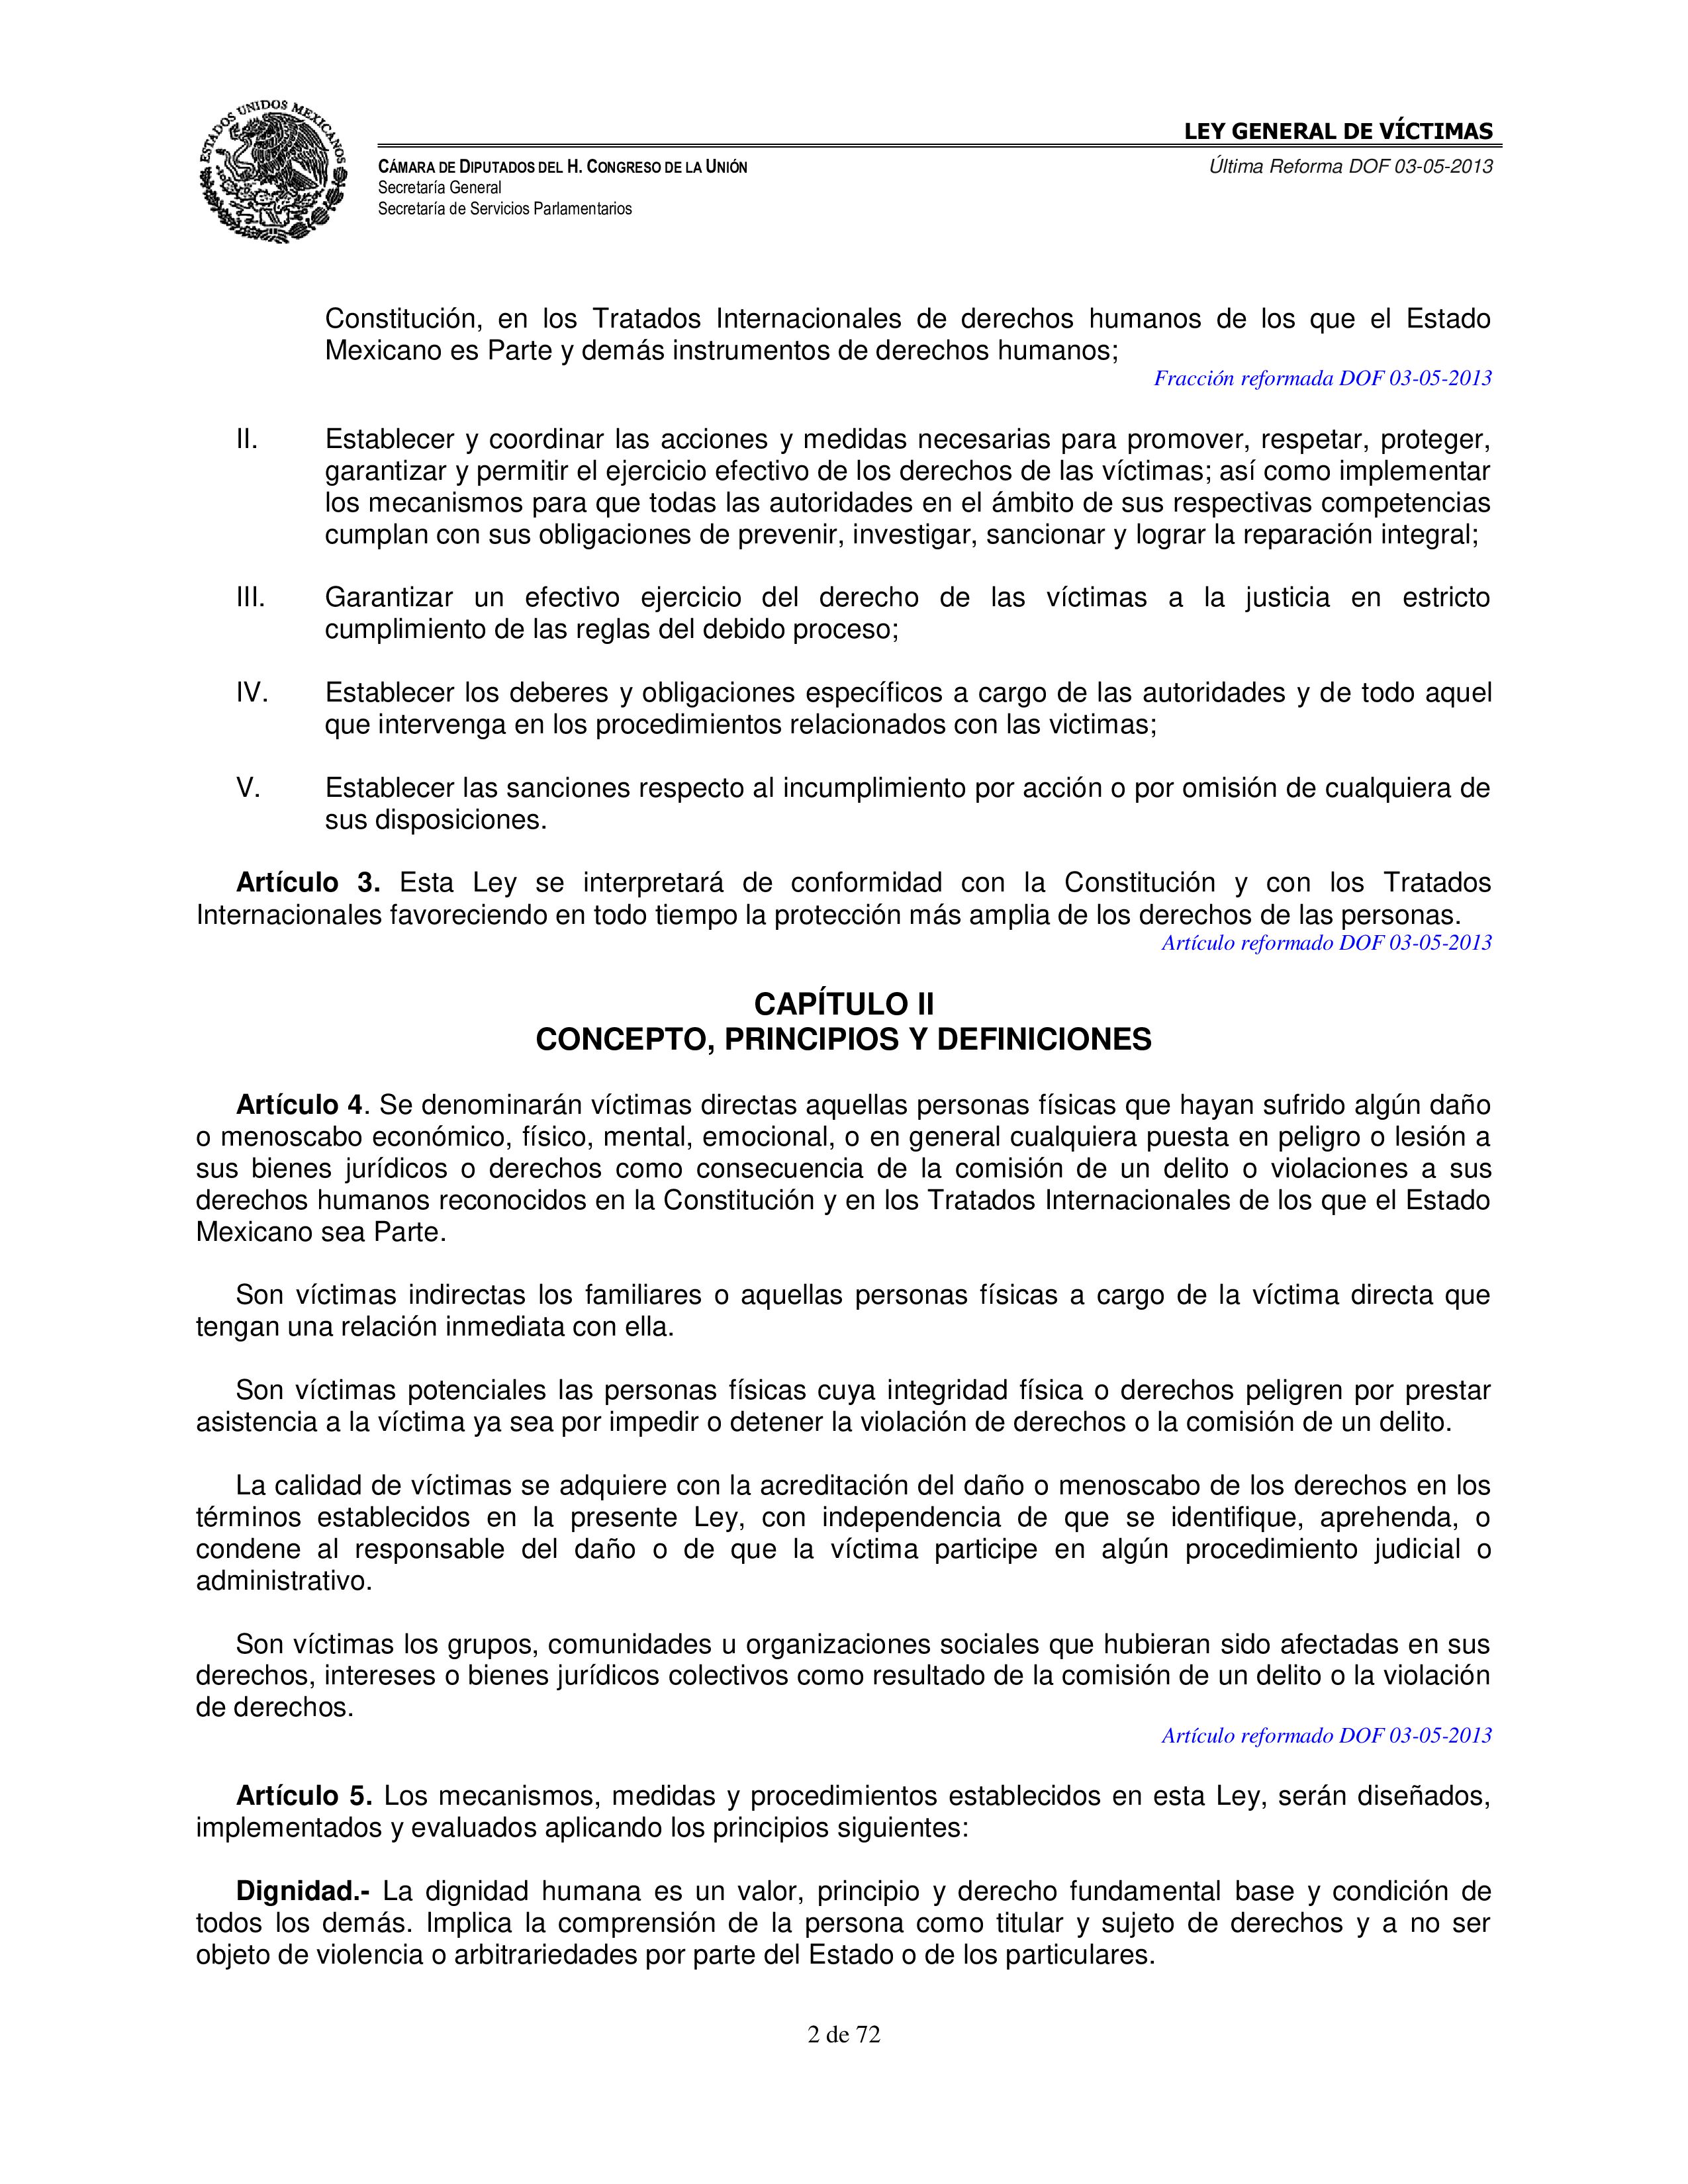 ESTADOS UNIDOS MEXICANOS
LEY GENERAL DE VÍCTIMAS
CÁMARA DE DIPUTADOS DEL H. CONGRESO DE LA UNIÓN
Última Reforma DOF 03-05-2013
Secretaría General
Secretaría de Servicios Parlamentarios
Constitución, en los Tratados Internacionales de derechos humanos de los que el Estado
Mexicano es Parte y demás instrumentos de derechos humanos;
Fracción reformada DOF 03-05-2013
II. Establecer y coordinar las acciones y medidas necesarias para promover, respetar, proteger,
garantizar y permitir el ejercicio efectivo de los derechos de las víctimas; así como implementar
los mecanismos para que todas las autoridades en el ámbito de sus respectivas competencias
cumplan con sus obligaciones de prevenir, investigar, sancionar y lograr la reparación integral;
III. Garantizar un efectivo ejercicio del derecho de las víctimas a la justicia en estricto
cumplimiento de las reglas del debido proceso;
IV. Establecer los deberes y obligaciones específicos a cargo de las autoridades y de todo aquel
que intervenga en los procedimientos relacionados con las victimas;
V. Establecer las sanciones respecto al incumplimiento por acción o por omisión de cualquiera de
sus disposiciones.
Artículo 3. Esta Ley se interpretará de conformidad con la Constitución y con los Tratados
Internacionales favoreciendo en todo tiempo la protección más amplia de los derechos de las personas.
Artículo reformado DOF 03-05-2013
CAPÍTULO II
CONCEPTO, PRINCIPIOS Y DEFINICIONES
Artículo 4. Se denominarán víctimas directas aquellas personas físicas que hayan sufrido algún daño
o menoscabo económico, físico, mental, emocional, o en general cualquiera puesta en peligro o lesión a
sus bienes jurídicos o derechos como consecuencia de la comisión de un delito o violaciones a sus
derechos humanos reconocidos en la Constitución y en los Tratados Internacionales de los que el Estado
Mexicano sea Parte.
Son víctimas indirectas los familiares o aquellas personas físicas a cargo de la víctima directa que
tengan una relación inmediata con ella.
Son víctimas potenciales las personas físicas cuya integridad física o derechos peligren por prestar
asistencia a la víctima ya sea por impedir o detener la violación de derechos o la comisión de un delito.
La calidad de víctimas se adquiere con la acreditación del daño o menoscabo de los derechos en los
términos establecidos en la presente Ley, con independencia de que se identifique, aprehenda, o
condene al responsable del daño o de que la víctima participe en algún procedimiento judicial o
administrativo.
Son víctimas los grupos, comunidades u organizaciones sociales que hubieran sido afectadas en sus
derechos, intereses o bienes jurídicos colectivos como resultado de la comisión de un delito o la violación
de derechos.
Artículo reformado DOF 03-05-2013
Artículo 5. Los mecanismos, medidas y procedimientos establecidos en esta Ley, serán diseñados,
implementados y evaluados aplicando los principios siguientes:
Dignidad.- La dignidad humana es un valor, principio y derecho fundamental base y condición de
todos los demás. Implica la comprensión de la persona como titular y sujeto de derechos y a no ser
objeto de violencia o arbitrariedades por parte del Estado o de los particulares.
2 de 72